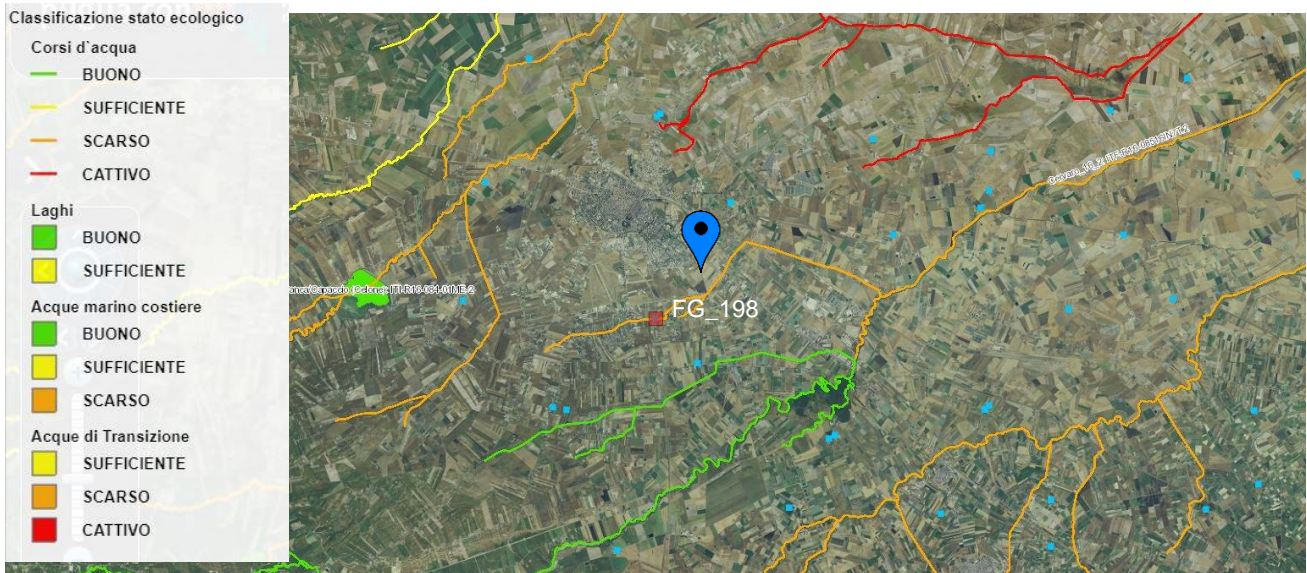 Classificazione stato ecologico
Corsi d`acqua
BUONO
SUFFICIENTE
SCARSO
CATTIVO
Laghi
BUONO
SUFFICIENTE
Acque marino costiere
BUONO
SUFFICIENTE
SCARSO
Acque di Transizione
SUFFICIENTE
SCARSO
CATTIVO
FG_198